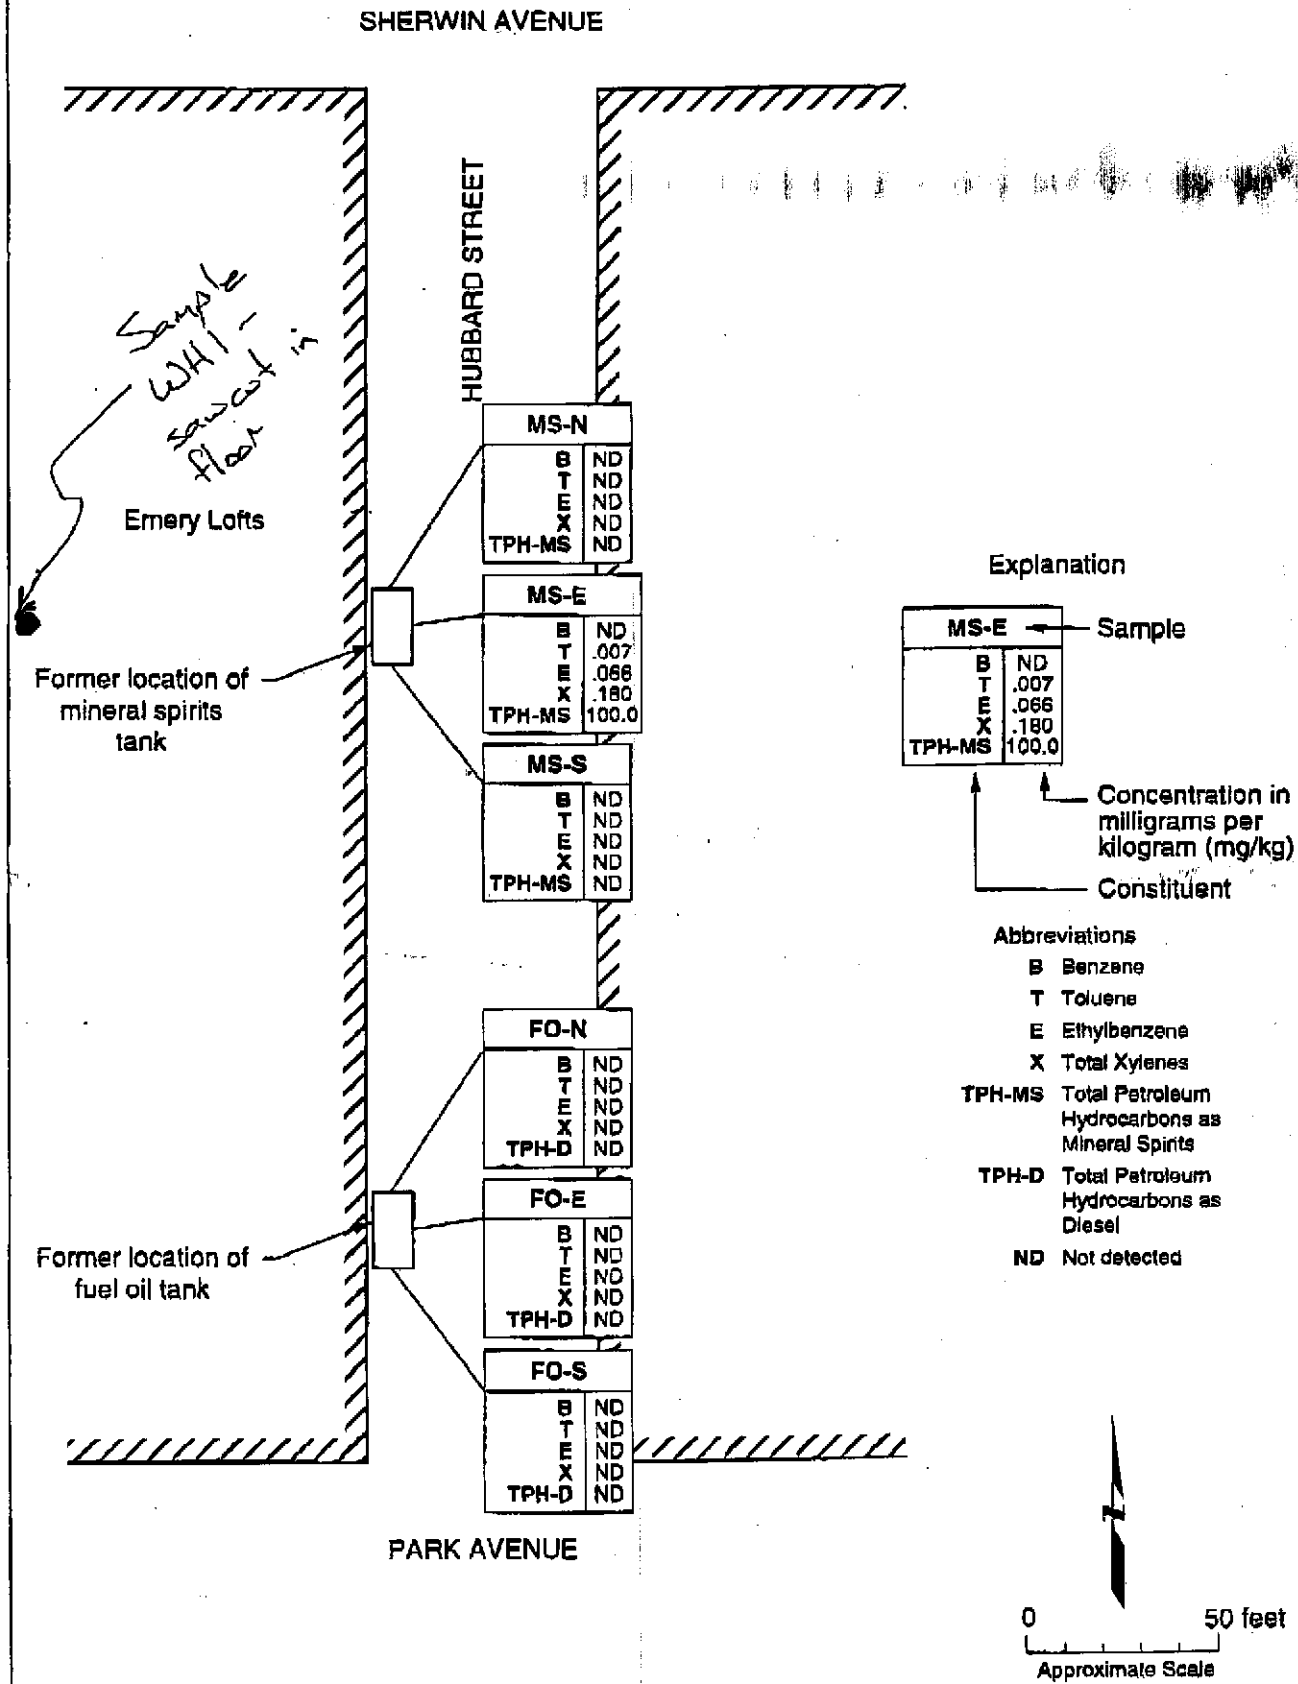 SHERWIN AVENUE
HUBBARD STREET
Sample
WH1 -
sawcut in
floor
Emery Lofts
MS-N
B ND
T ND
E ND
X ND
TPH-MS ND
MS-E
B ND
T .007
E .066
X .180
TPH-MS 100.0
MS-S
B ND
T ND
E ND
X ND
TPH-MS ND
Former location of
mineral spirits
tank
FO-N
B ND
T ND
E ND
X ND
TPH-D ND
FO-E
B ND
T ND
E ND
X ND
TPH-D ND
FO-S
B ND
T ND
E ND
X ND
TPH-D ND
Former location of
fuel oil tank
PARK AVENUE
Explanation
MS-E Sample
B ND
T .007
E .066
X .180
TPH-MS 100.0
Concentration in
milligrams per
kilogram (mg/kg)
Constituent
Abbreviations
B Benzene
T Toluene
E Ethylbenzene
X Total Xylenes
TPH-MS Total Petroleum
Hydrocarbons as
Mineral Spirits
TPH-D Total Petroleum
Hydrocarbons as
Diesel
ND Not detected
N
0 50 feet
Approximate Scale